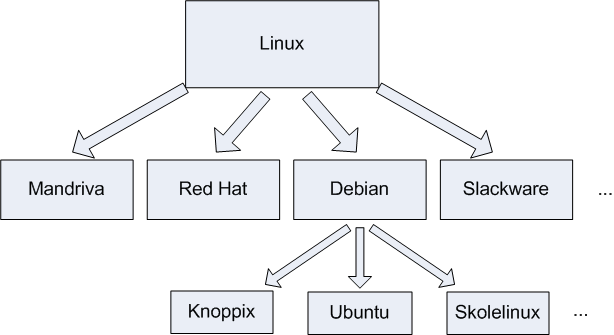 Linux
Mandriva
Red Hat
Debian
Slackware
...
Knoppix
Ubuntu
Skolelinux
...